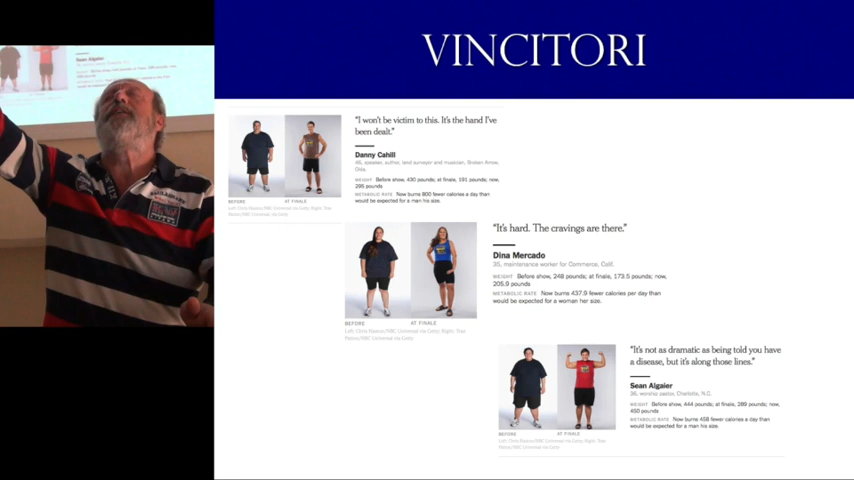 VINCITORI
"I won't be victim to this. It's the hand I've
been dealt."
Danny Cahill
46, speaker, author, land surveyor and musician, Broken Arrow,
Okla.
WEIGHT Before show, 430 pounds; at finale, 191 pounds; now,
295 pounds
METABOLIC RATE Now burns 800 fewer calories a day than
would be expected for a man his size.
BEFORE AT FINALE
"It's hard. The cravings are there."
Dina Mercado
35, maintenance worker for Commerce, Calif.
WEIGHT Before show, 248 pounds; at finale, 173.5 pounds; now,
205.9 pounds
METABOLIC RATE Now burns 437.9 fewer calories per day than
would be expected for a woman her size.
BEFORE AT FINALE
"It's not as dramatic as being told you have
a disease, but it's along those lines."
Sean Algaier
36, worship pastor, Charlotte, N.C.
WEIGHT Before show, 444 pounds; at finale, 289 pounds; now,
450 pounds
METABOLIC RATE Now burns 458 fewer calories a day than
would be expected for a man his size.
BEFORE AT FINALE